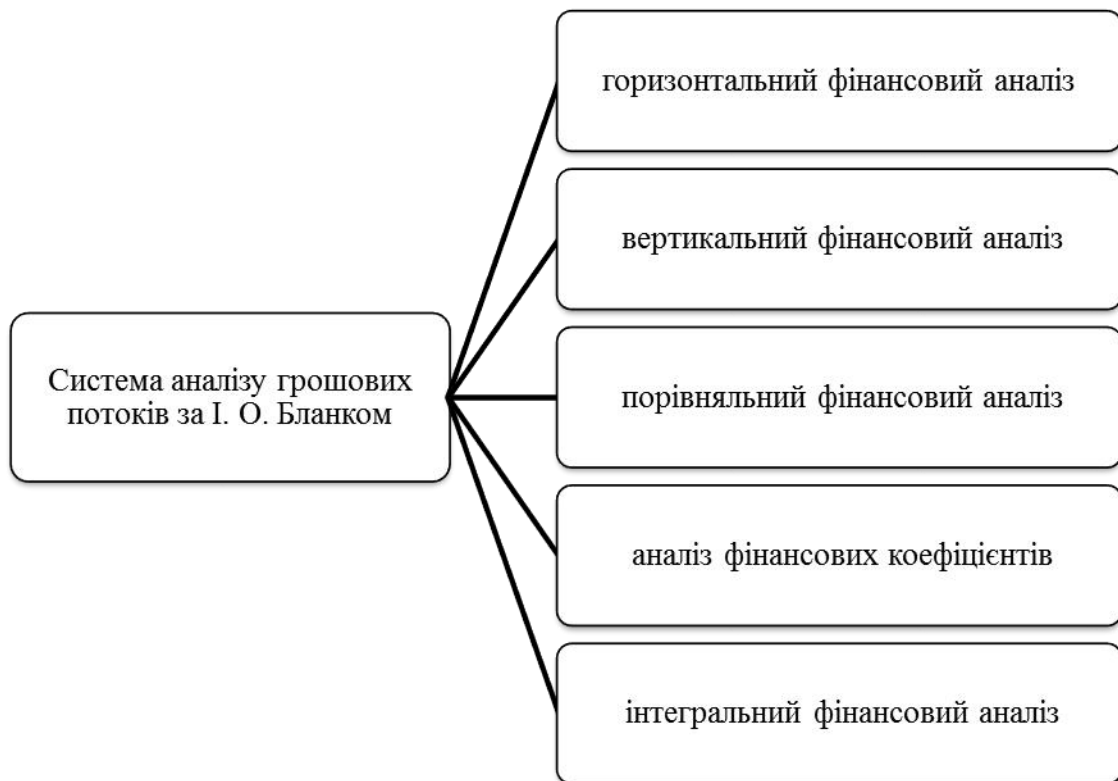 горизонтальний фінансовий аналіз
вертикальний фінансовий аналіз
Система аналізу грошових
потоків за І. О. Бланком
порівняльний фінансовий аналіз
аналіз фінансових коефіцієнтів
інтегральний фінансовий аналіз